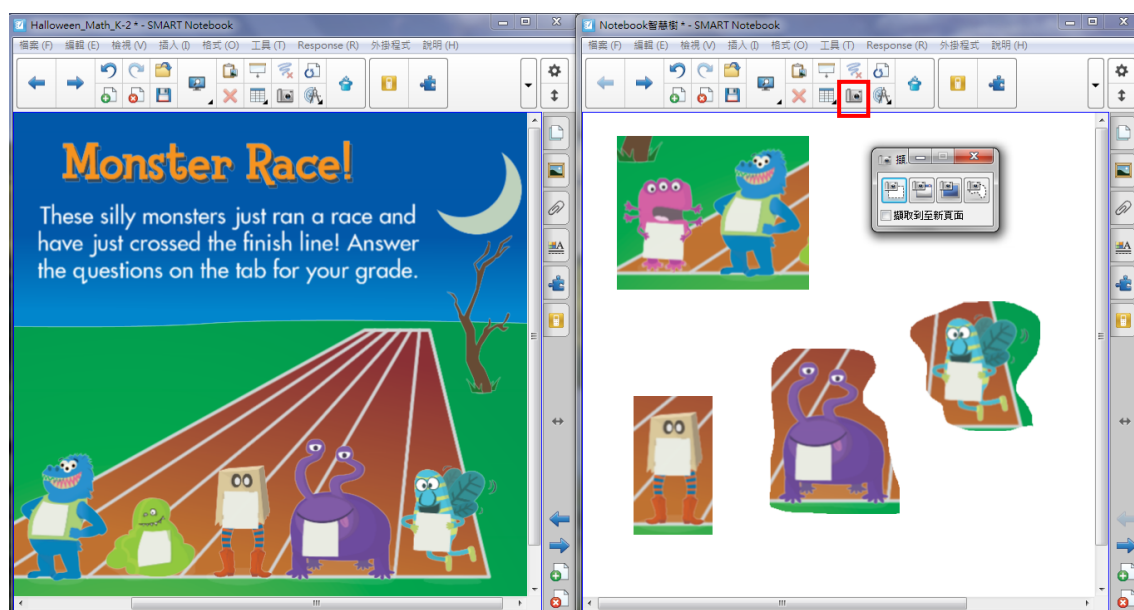 Halloween_Math_K-2 * - SMART Notebook
檔案 (F) 編輯 (E) 檢視 (V) 插入 (I) 格式 (O) 工具 (T) Response (R) 外掛程式 說明 (H)
Monster Race!
These silly monsters just ran a race and
have just crossed the finish line! Answer
the questions on the tab for your grade.
Notebook智慧樹 * - SMART Notebook
檔案 (F) 編輯 (E) 檢視 (V) 插入 (I) 格式 (O) 工具 (T) Response (R) 外掛程式 說明 (H)
擷
擷取到至新頁面